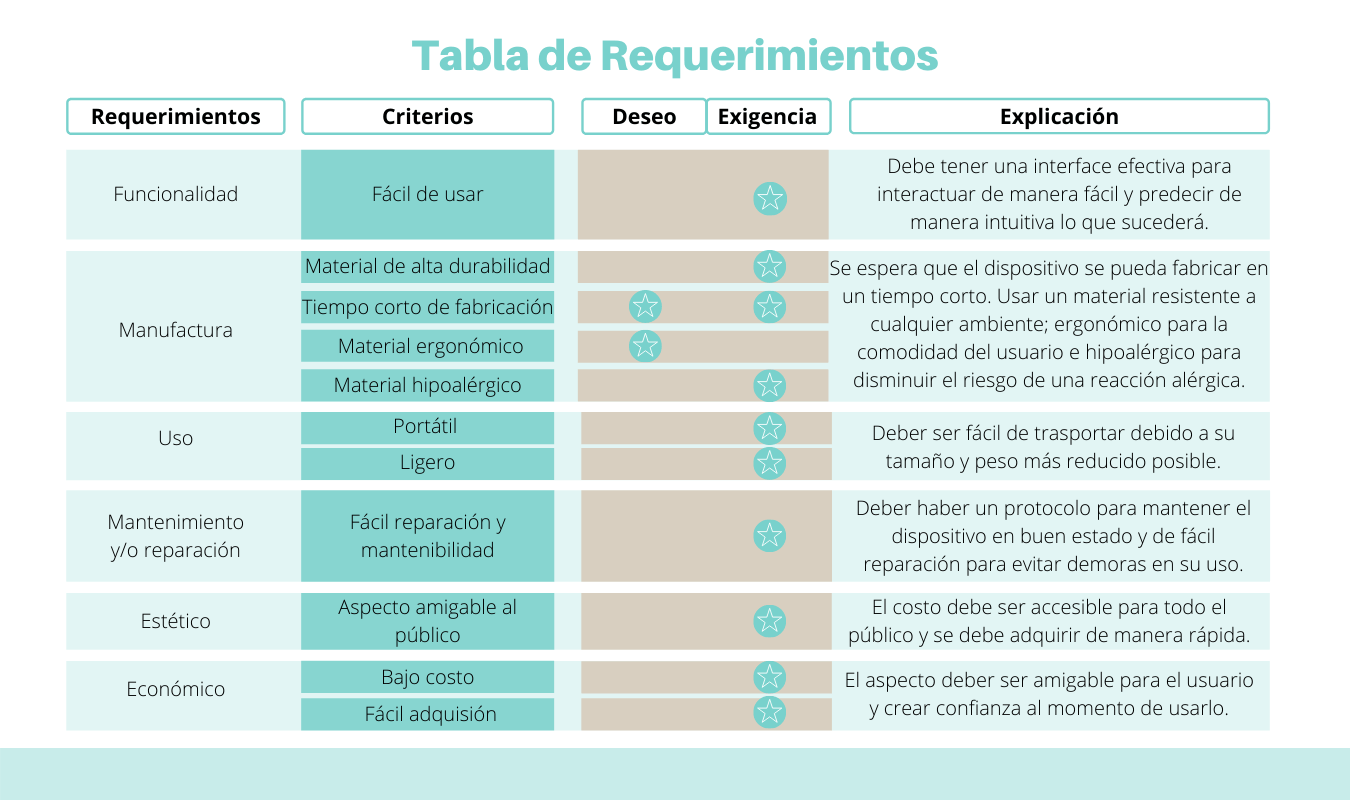 Tabla de Requerimientos
Requerimientos
Criterios
Deseo
Exigencia
Explicación
Funcionalidad
Fácil de usar
Debe tener una interface efectiva para
interactuar de manera fácil y predecir de
manera intuitiva lo que sucederá.
Manufactura
Material de alta durabilidad
Tiempo corto de fabricación
Material ergonómico
Material hipoalérgico
Se espera que el dispositivo se pueda fabricar en
un tiempo corto. Usar un material resistente a
cualquier ambiente; ergonómico para la
comodidad del usuario e hipoalérgico para
disminuir el riesgo de una reacción alérgica.
Uso
Portátil
Ligero
Deber ser fácil de trasportar debido a su
tamaño y peso más reducido posible.
Mantenimiento
y/o reparación
Fácil reparación y
mantenibilidad
Deber haber un protocolo para mantener el
dispositivo en buen estado y de fácil
reparación para evitar demoras en su uso.
Estético
Aspecto amigable al
público
El costo debe ser accesible para todo el
público y se debe adquirir de manera rápida.
Económico
Bajo costo
Fácil adquisión
El aspecto deber ser amigable para el usuario
y crear confianza al momento de usarlo.